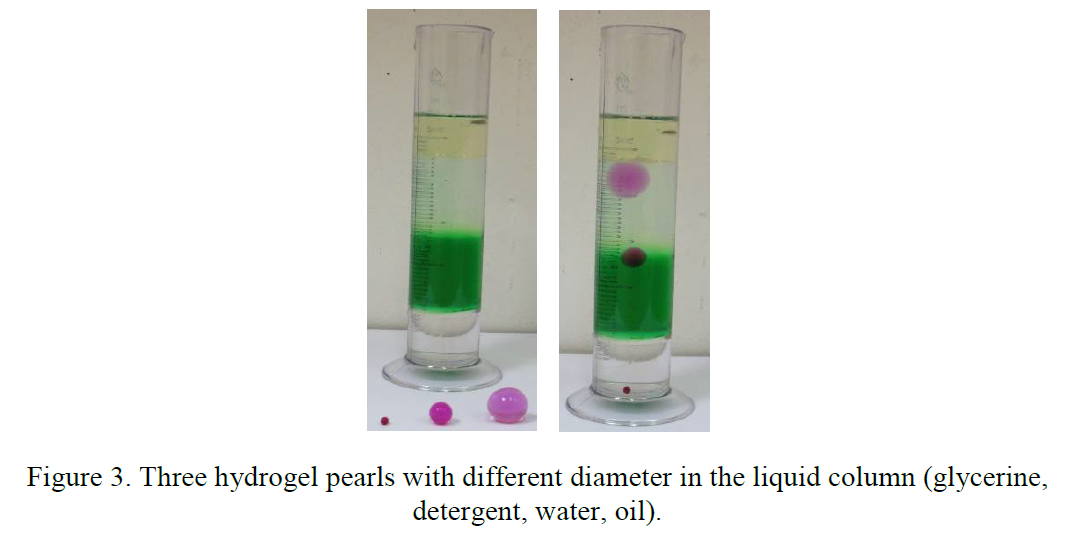 Figure 3. Three hydrogel pearls with different diameter in the liquid column (glycerine,
detergent, water, oil).